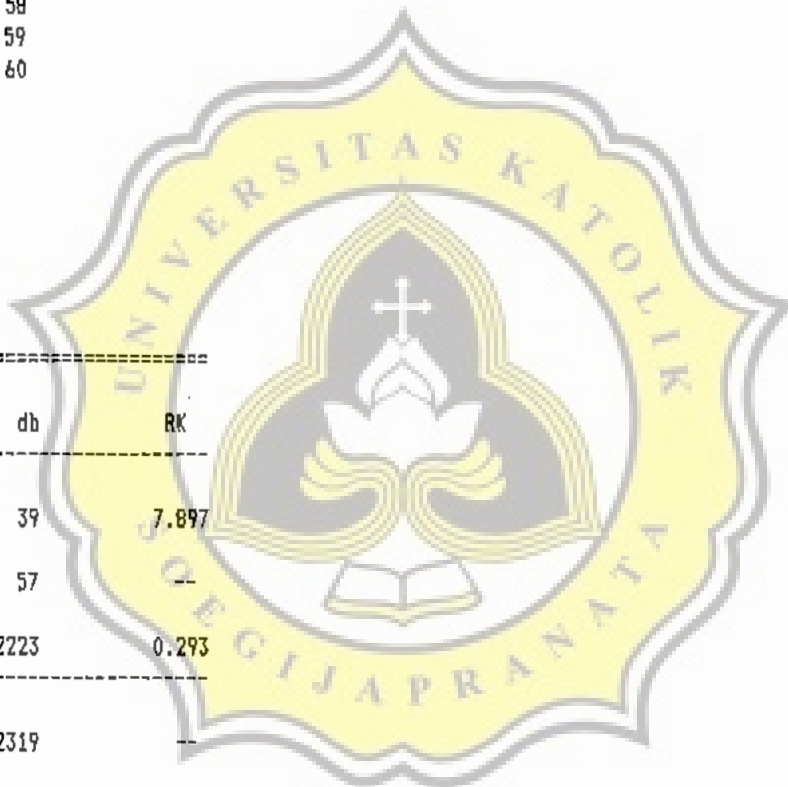 58
59
60
UNIVERSITAS KATOLIK
db RK
39 7.897
57 --
2223 0.293
2319 --
SOEGIJAPRANATA